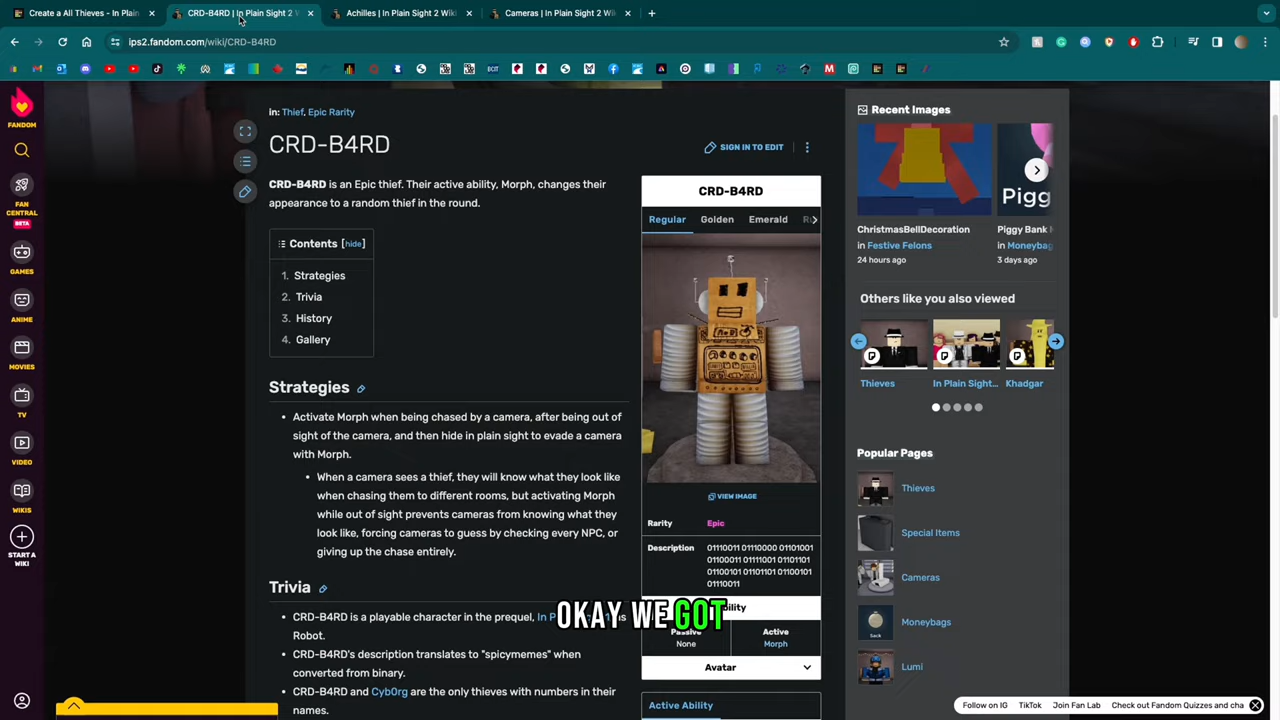 Create a All Thieves - In Plain
CRD-B4RD | In Plain Sight 2 W
Achilles | In Plain Sight 2 Wiki
Cameras | In Plain Sight 2 Wi
ips2.fandom.com/wiki/CRD-B4RD
FANDOM
FAN
CENTRAL
BETA
GAMES
ANIME
MOVIES
TV
VIDEO
WIKIS
START A
WIKI
in: Thief, Epic Rarity
CRD-B4RD
SIGN IN TO EDIT
CRD-B4RD is an Epic thief. Their active ability, Morph, changes their
appearance to a random thief in the round.
Contents [hide]
1. Strategies
2. Trivia
3. History
4. Gallery
Strategies
• Activate Morph when being chased by a camera, after being out of
sight of the camera, and then hide in plain sight to evade a camera
with Morph.
• When a camera sees a thief, they will know what they look like
when chasing them to different rooms, but activating Morph
while out of sight prevents cameras from knowing what they
look like, forcing cameras to guess by checking every NPC, or
giving up the chase entirely.
Trivia
• CRD-B4RD is a playable character in the prequel, In P
Robot.
• CRD-B4RD's description translates to "spicymemes" when
converted from binary.
• CRD-B4RD and Cyb0rg are the only thieves with numbers in their
names.
CRD-B4RD
Regular Golden Emerald
VIEW IMAGE
Rarity Epic
Description 01110011 01110000 01101001
01100011 01111001 01101101
01100101 01101101 01100101
01110011
bility
Passive Active
None Morph
Avatar
Active Ability
OKAY WE GOT
Recent Images
Pigg
ChristmasBellDecoration
in Festive Felons
24 hours ago
Piggy Bank M
in Moneybag
3 days ago
Others like you also viewed
Thieves
In Plain Sight...
Khadgar
Popular Pages
Thieves
Special Items
Cameras
Moneybags
Sack
Lumi
Follow on IG TikTok Join Fan Lab Check out Fandom Quizzes and cha